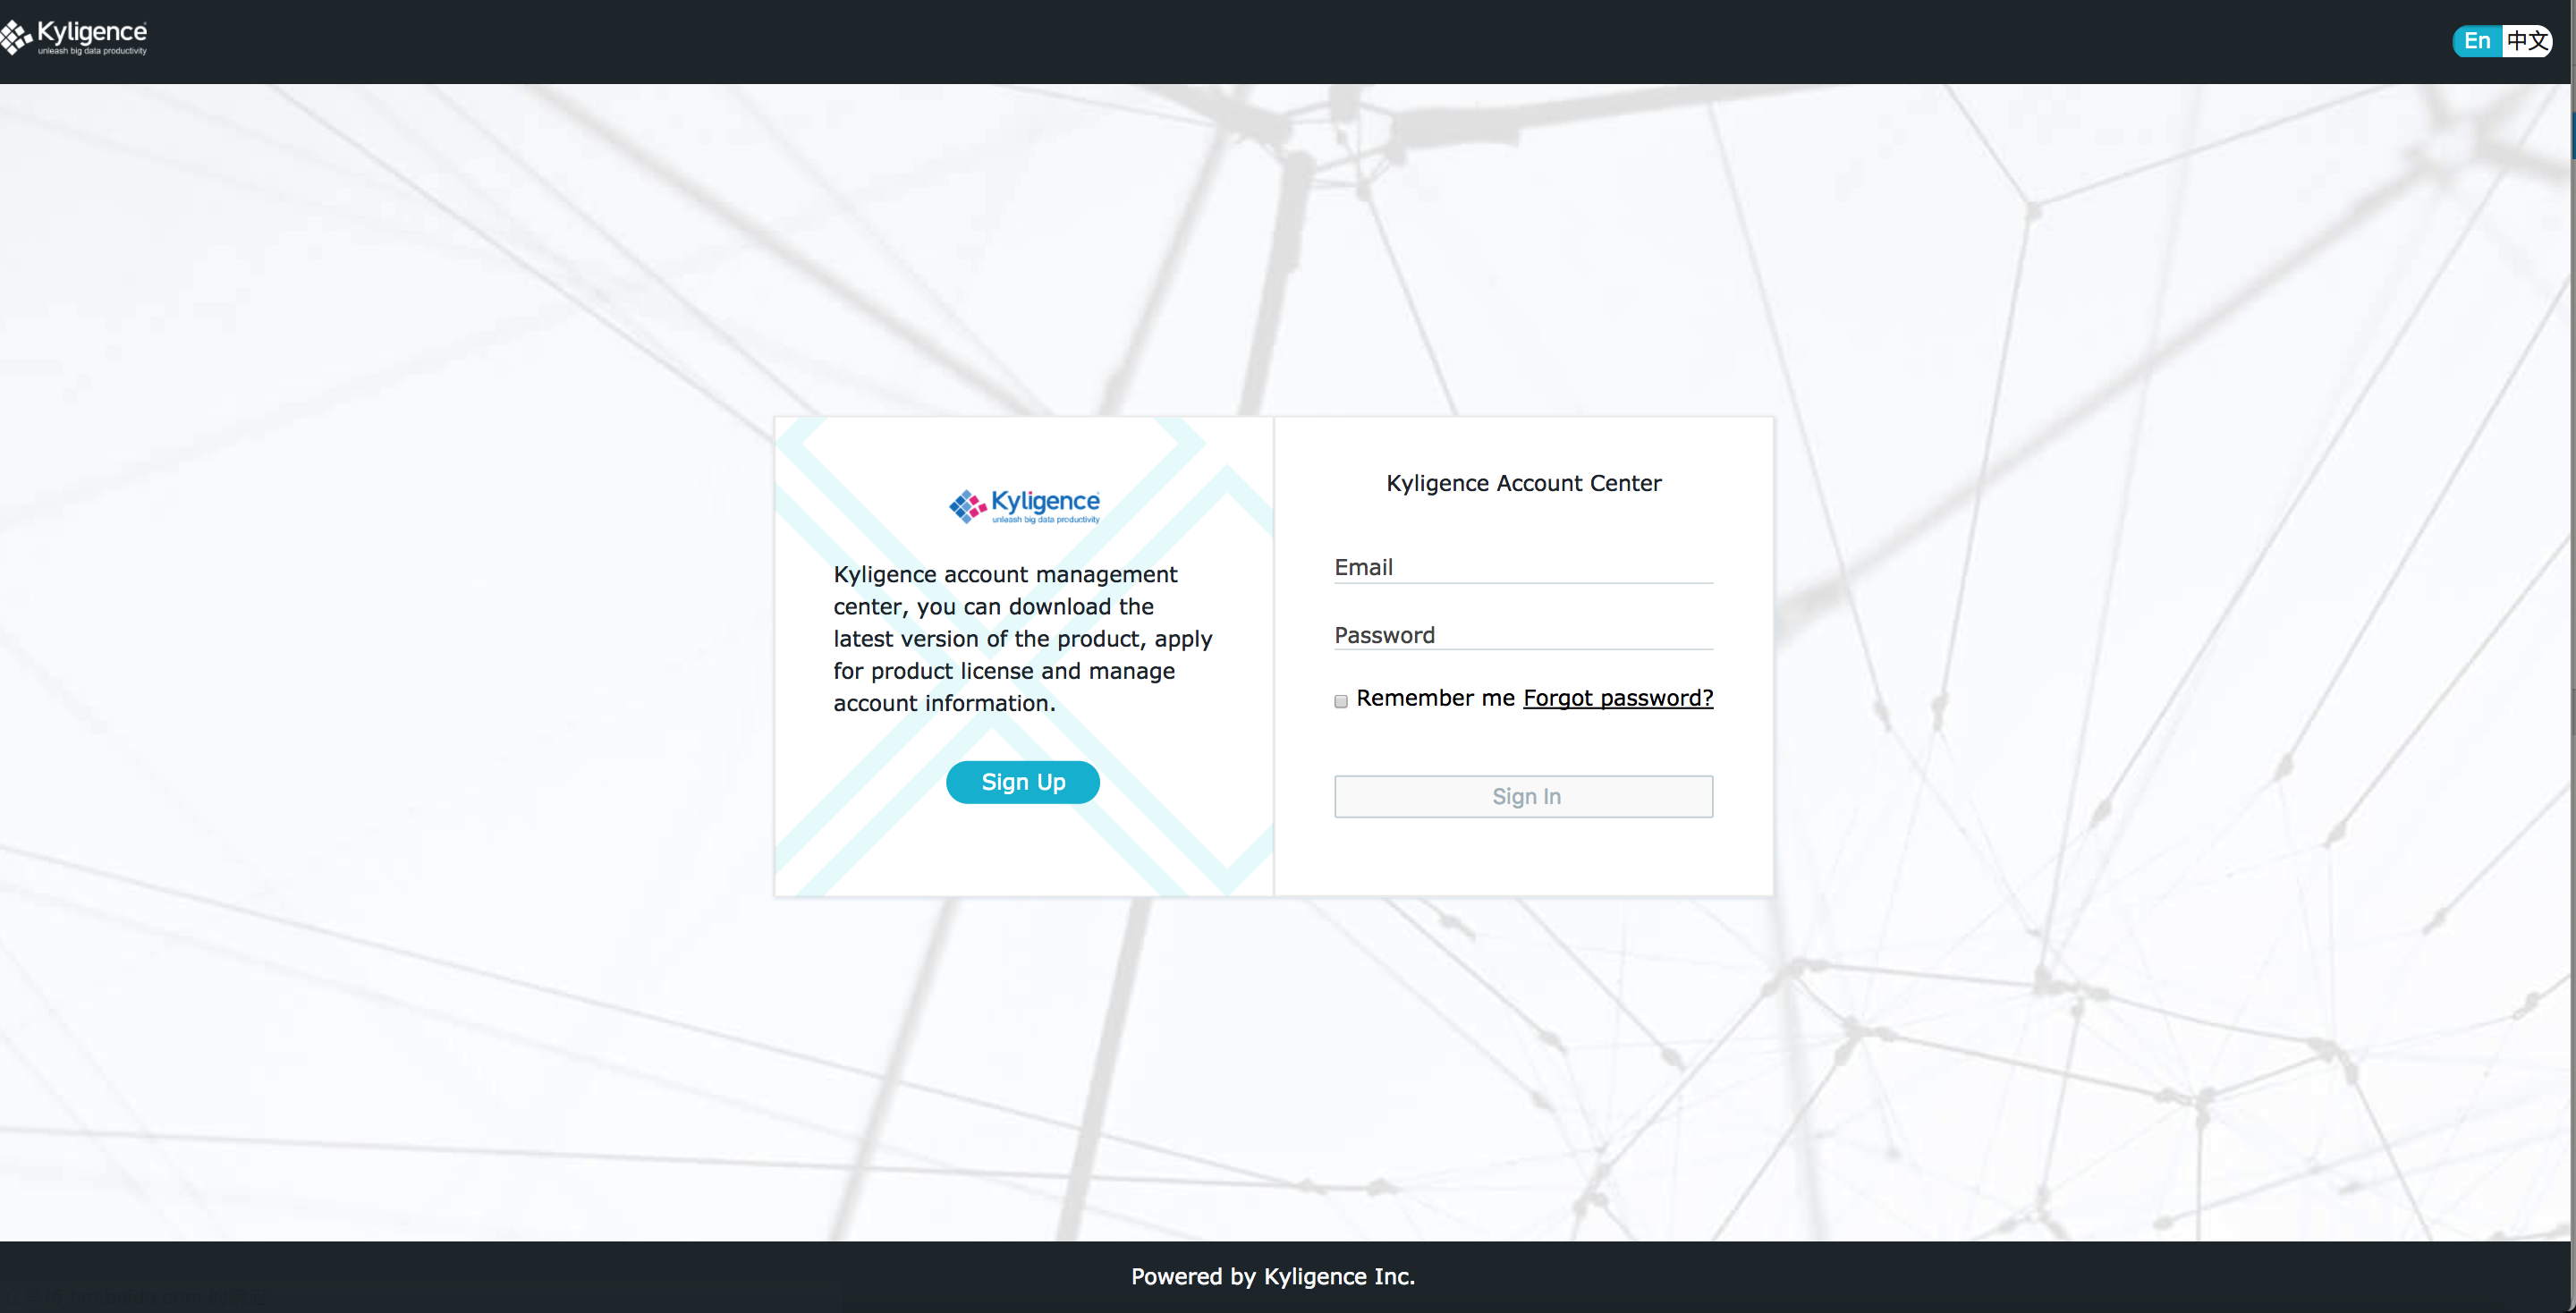 Kyligence
unleash big data productivity
En 中文
Kyligence
unleash big data productivity
Kyligence account management
center, you can download the
latest version of the product, apply
for product license and manage
account information.
Sign Up
Kyligence Account Center
Email
Password
Remember me Forgot password?
Sign In
Powered by Kyligence Inc.